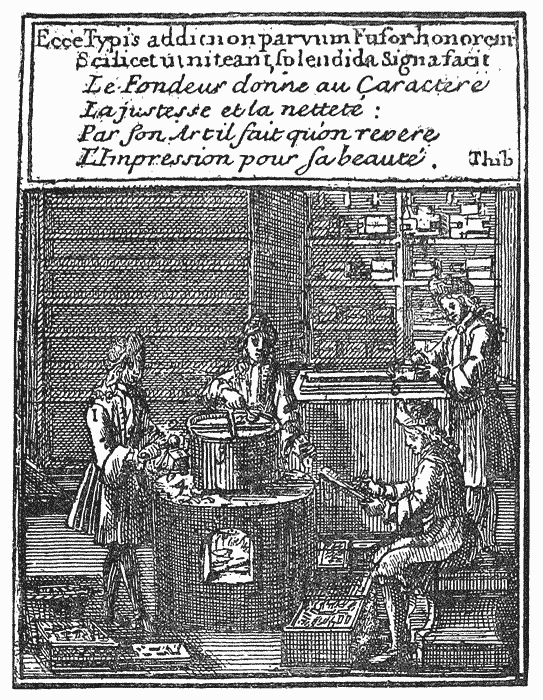 Ecce Typis addit non parvum Fusor honorem
Scilicet ut niteant, splendida Signa facit
Le Fondeur donne au Caractere
La justesse et la netteté :
Par son Art il fait qu'on revere
L'Impression pour sa beauté. Thib